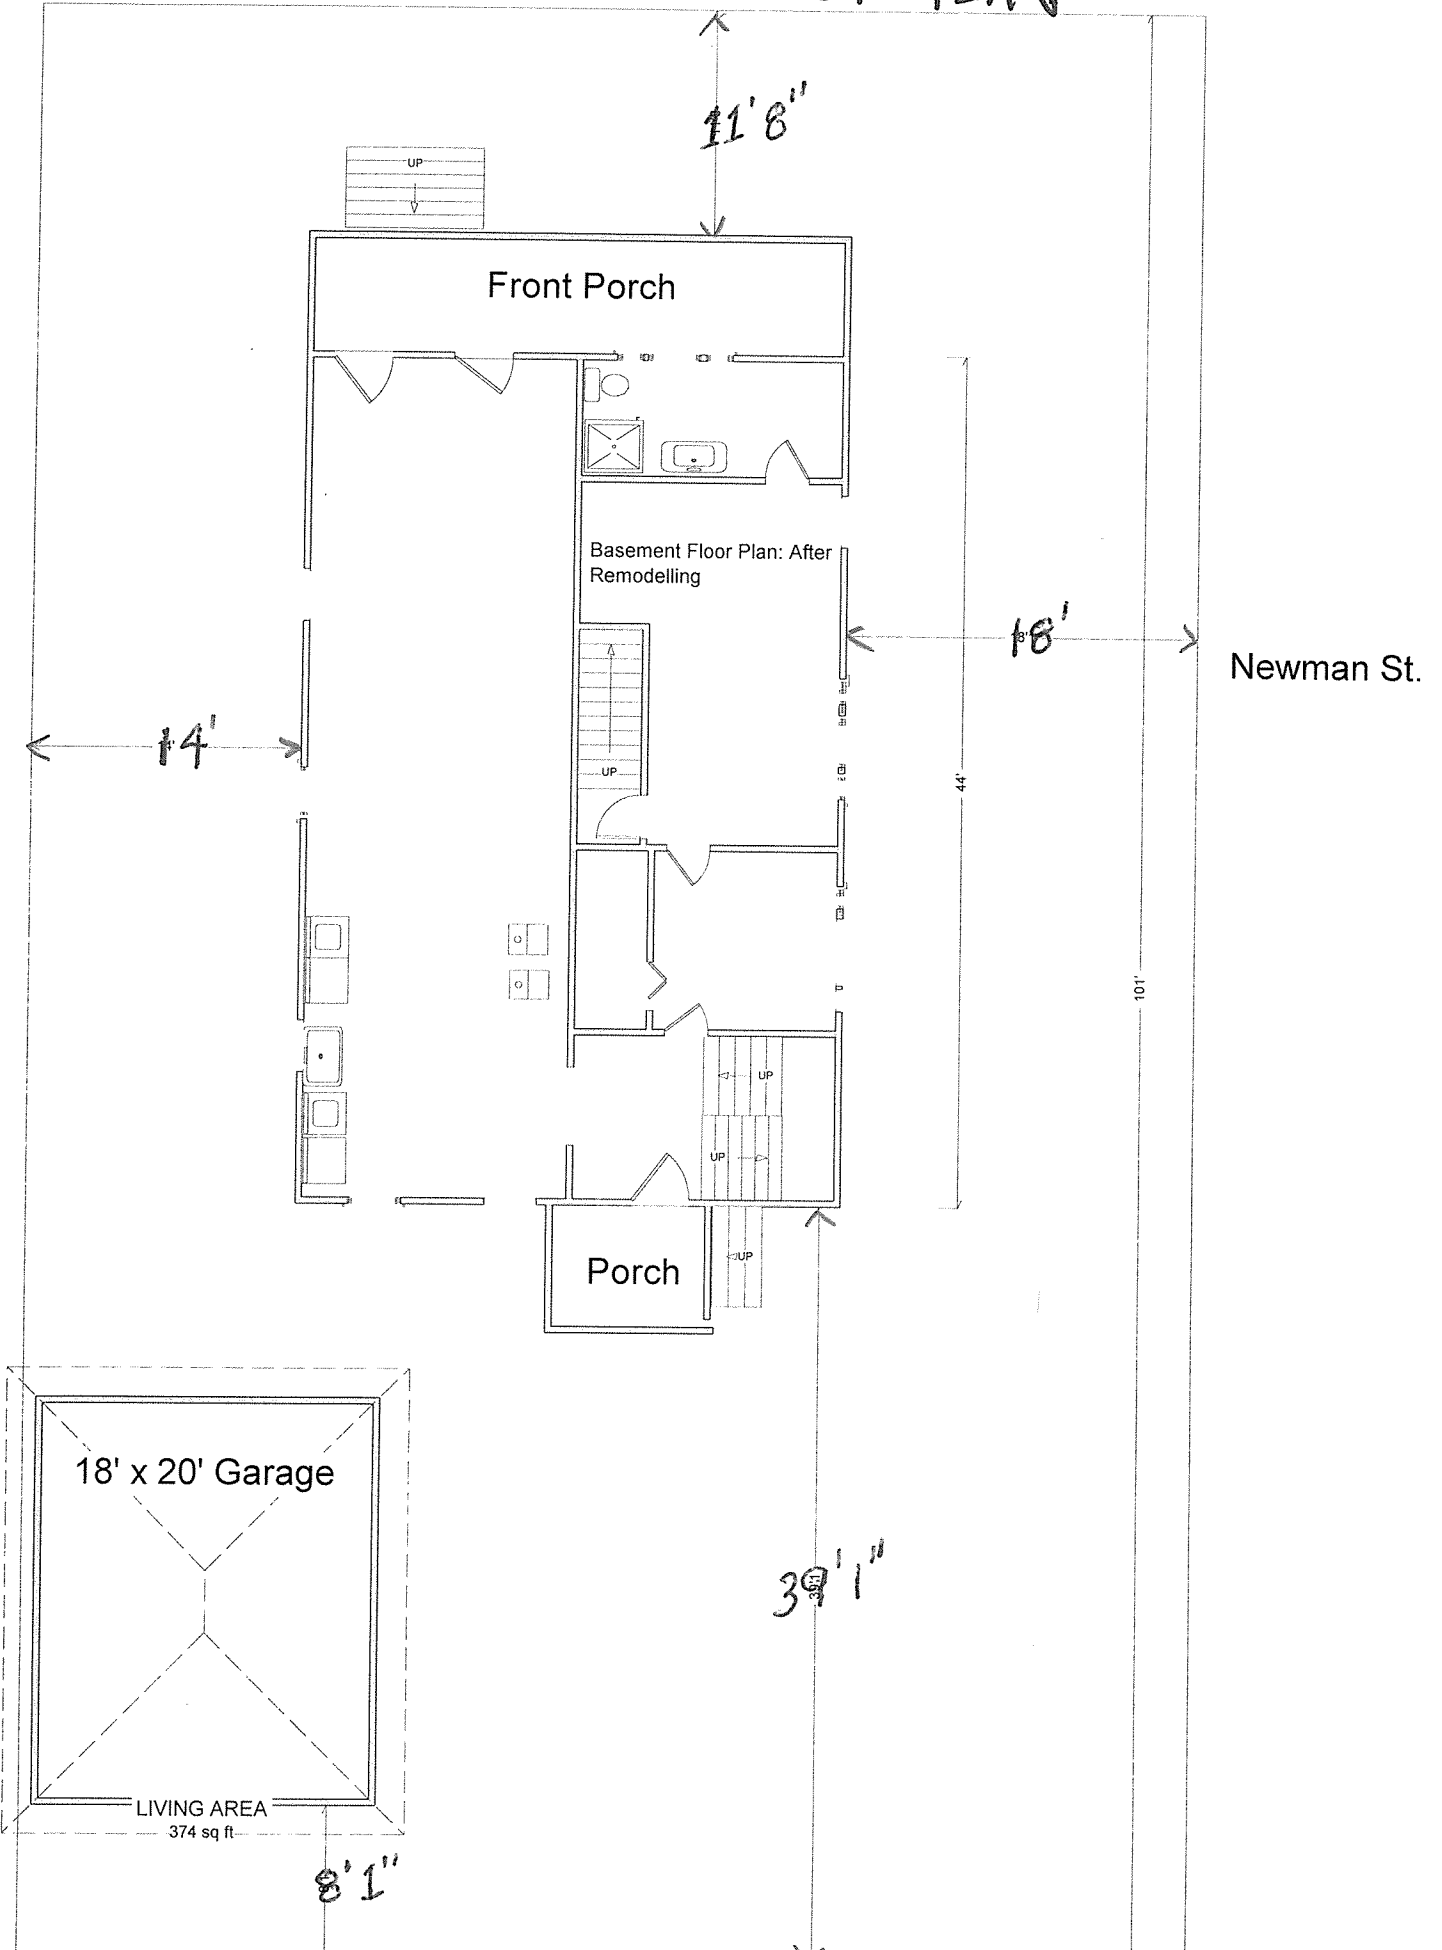 11'8"
UP
Front Porch
Basement Floor Plan: After
Remodelling
18'
Newman St.
14'
UP
44'
101'
UP
UP
UP
Porch
18' x 20' Garage
39'1"
LIVING AREA
374 sq ft
8'1"